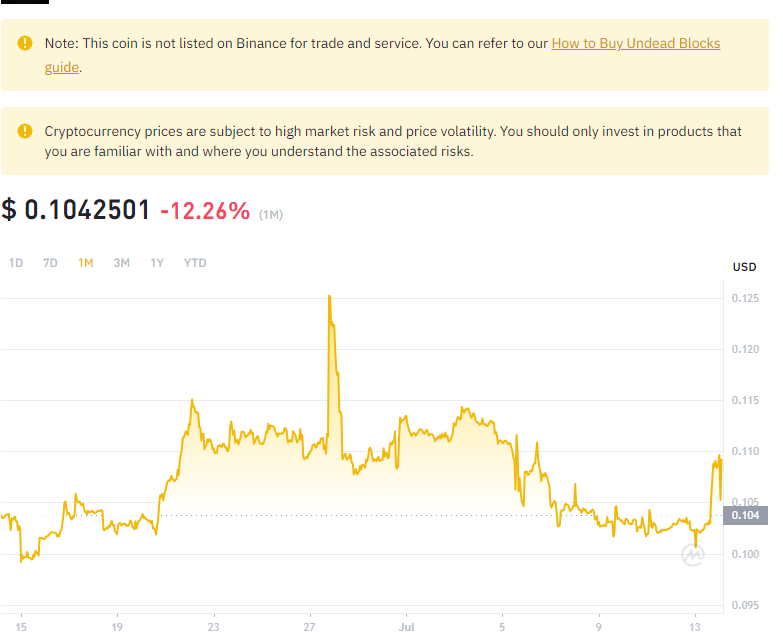 Note: This coin is not listed on Binance for trade and service. You can refer to our How to Buy Undead Blocks
guide.
Cryptocurrency prices are subject to high market risk and price volatility. You should only invest in products that
you are familiar with and where you understand the associated risks.
$ 0.1042501 -12.26% (1M)
1D 7D 1M 3M 1Y YTD
USD
0.125
0.120
0.115
0.110
0.105
0.104
0.100
0.095
15 19 23 27 Jul 5 9 13